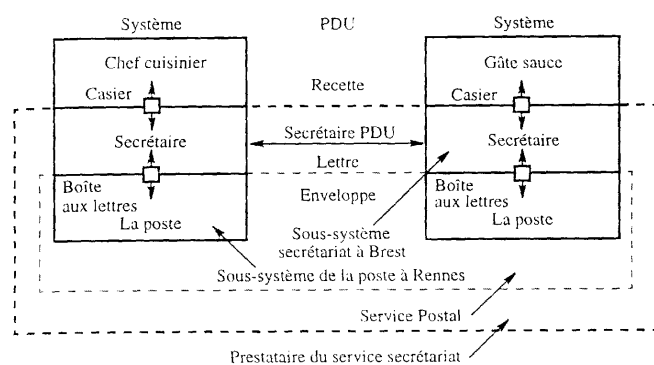 Système PDU Système
Chef cuisinier Gâte sauce
Recette
Casier Casier
Secrétaire PDU
Secrétaire Secrétaire
Lettre
Boîte
aux lettres
Enveloppe
Boîte
aux lettres
La poste La poste
Sous-système
secrétariat à Brest
Sous-système de la poste à Rennes
Service Postal
Prestataire du service secrétariat